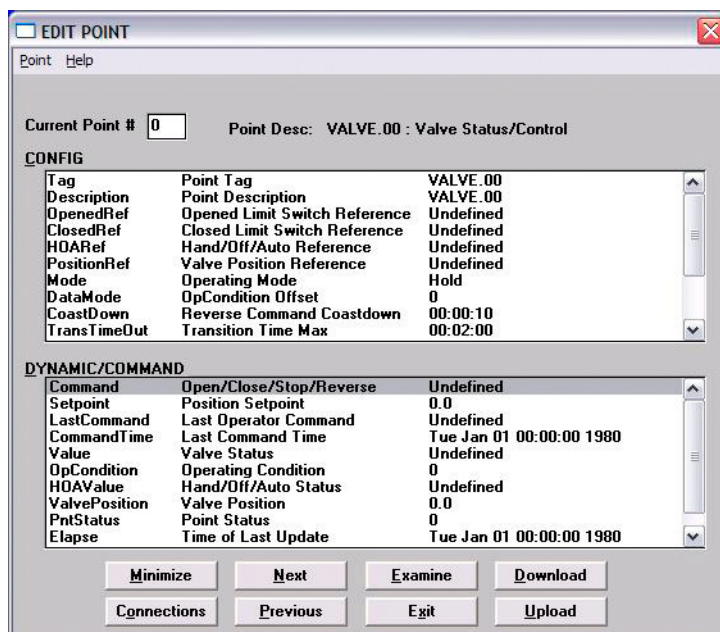 EDIT POINT
Point Help
Current Point # 0 Point Desc: VALVE.00 : Valve Status/Control
CONFIG
Tag Point Tag VALVE.00
Description Point Description VALVE.00
OpenedRef Opened Limit Switch Reference Undefined
ClosedRef Closed Limit Switch Reference Undefined
HOARef Hand/Off/Auto Reference Undefined
PositionRef Valve Position Reference Undefined
Mode Operating Mode Hold
DataMode OpCondition Offset 0
CoastDown Reverse Command Coastdown 00:00:10
TransTimeOut Transition Time Max 00:02:00
DYNAMIC/COMMAND
Command Open/Close/Stop/Reverse Undefined
Setpoint Position Setpoint 0.0
LastCommand Last Operator Command Undefined
CommandTime Last Command Time Tue Jan 01 00:00:00 1980
Value Valve Status Undefined
OpCondition Operating Condition 0
HOAValue Hand/Off/Auto Status Undefined
ValvePosition Valve Position 0.0
PntStatus Point Status 0
Elapse Time of Last Update Tue Jan 01 00:00:00 1980
Minimize Next Examine Download
Connections Previous Exit Upload